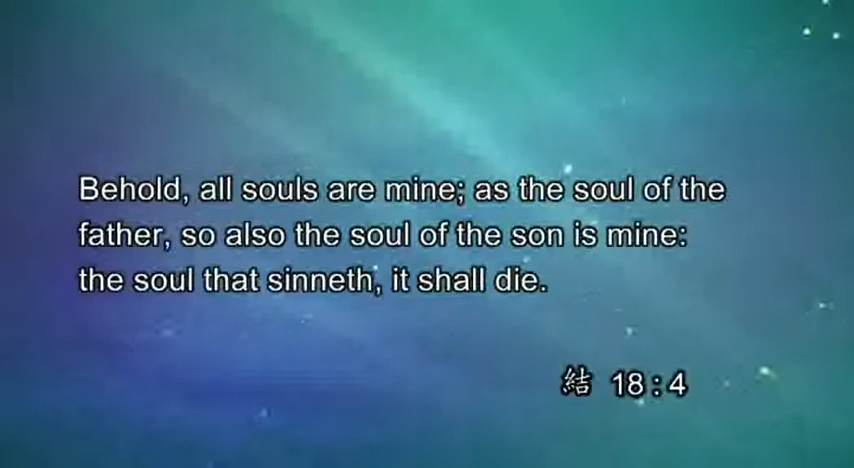 Behold, all souls are mine; as the soul of the
father, so also the soul of the son is mine:
the soul that sinneth, it shall die.
結 18 : 4